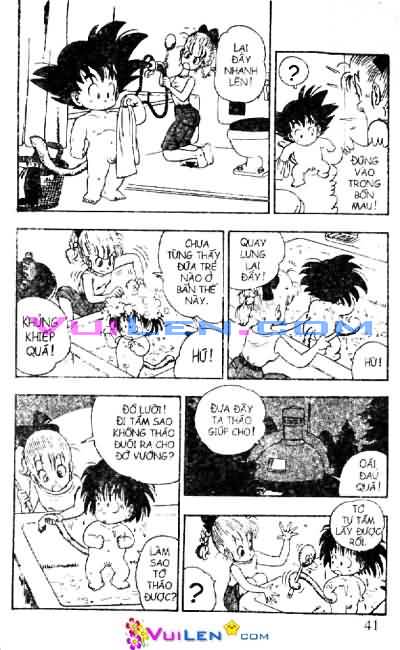 LẠI
ĐÂY
NHANH
LÊN!
?
ĐỨNG
VÀO
TRONG
BỒN
MAU!
CHƯA
TỪNG THẤY
ĐỨA TRẺ
NÀO Ở
BẨN THẾ
NÀY.
KHỦNG
KHIẾP
QUÁ!
HỨ!
QUAY
LƯNG
LẠI ĐÂY!
HỪ!
VUILEN.COM
ĐỒ LƯỜI!
ĐI TẮM SAO
KHÔNG THÁO
ĐUÔI RA CHO
ĐỠ VƯỚNG?
LÀM
SAO
TỚ
THÁO
ĐƯỢC?
ĐƯA ĐÂY
TA THÁO
GIÚP CHO!
OÁI,
ĐAU
QUÁ!
TỚ
TỰ TẮM
LẤY ĐƯỢC
RỒI.
?
41
VUILEN.COM